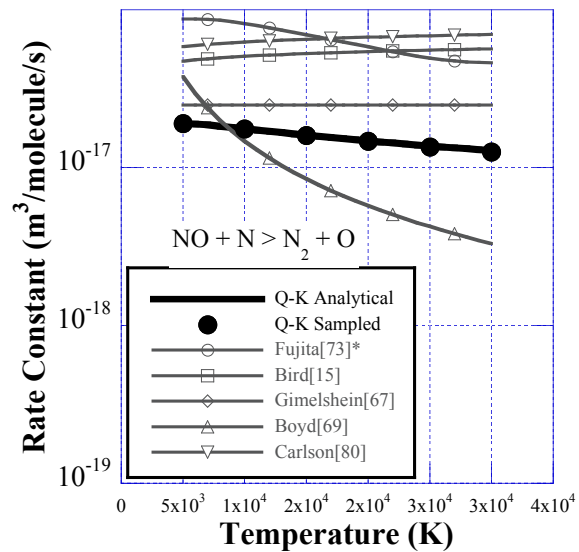 Rate Constant (m³/molecule/s)
10⁻¹⁷
10⁻¹⁸
10⁻¹⁹
NO + N > N₂ + O
Q-K Analytical
Q-K Sampled
Fujita[73]*
Bird[15]
Gimelshein[67]
Boyd[69]
Carlson[80]
0 5x10³ 1x10⁴ 2x10⁴ 2x10⁴ 3x10⁴ 3x10⁴ 4x10⁴
Temperature (K)